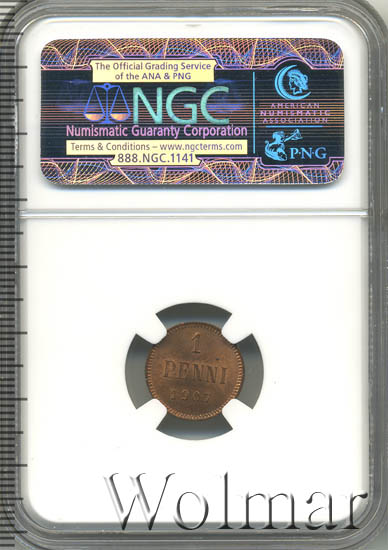 The Official Grading Service
of the ANA & PNG
NGC
Numismatic Guaranty Corporation
Terms & Conditions – www.ngcterms.com
888.NGC.1141
AMERICAN
NUMISMATIC
ASSOCIATION
P·N·G
1
PENNI
1907
Wolmar